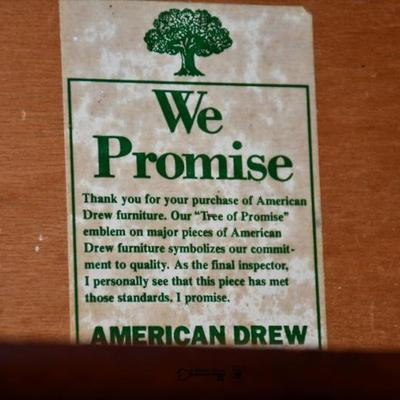 We
Promise
Thank you for your purchase of American
Drew furniture. Our "Tree of Promise"
emblem on major pieces of American
Drew furniture symbolizes our commit-
ment to quality. As the final inspector,
I personally see that this piece has met
those standards. I promise.
AMERICAN DREW